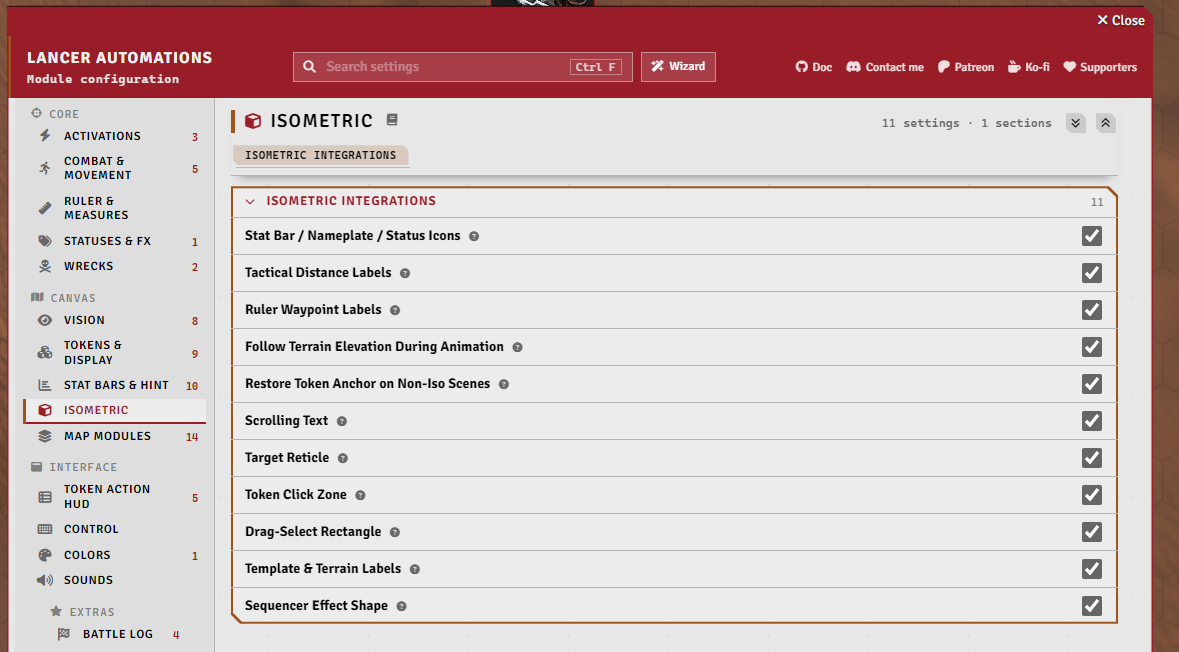 Close
LANCER AUTOMATIONS
Module configuration
Search settings
Ctrl F
Wizard
Doc
Contact me
Patreon
Ko-fi
Supporters
CORE
ACTIVATIONS 3
COMBAT &
MOVEMENT 5
RULER &
MEASURES
STATUSES & FX 1
WRECKS 2
CANVAS
VISION 8
TOKENS &
DISPLAY 9
STAT BARS & HINT 10
ISOMETRIC
MAP MODULES 14
INTERFACE
TOKEN ACTION
HUD 5
CONTROL
COLORS 1
SOUNDS
EXTRAS
BATTLE LOG 4
ISOMETRIC
11 settings · 1 sections
ISOMETRIC INTEGRATIONS
ISOMETRIC INTEGRATIONS 11
Stat Bar / Nameplate / Status Icons
Tactical Distance Labels
Ruler Waypoint Labels
Follow Terrain Elevation During Animation
Restore Token Anchor on Non-Iso Scenes
Scrolling Text
Target Reticle
Token Click Zone
Drag-Select Rectangle
Template & Terrain Labels
Sequencer Effect Shape